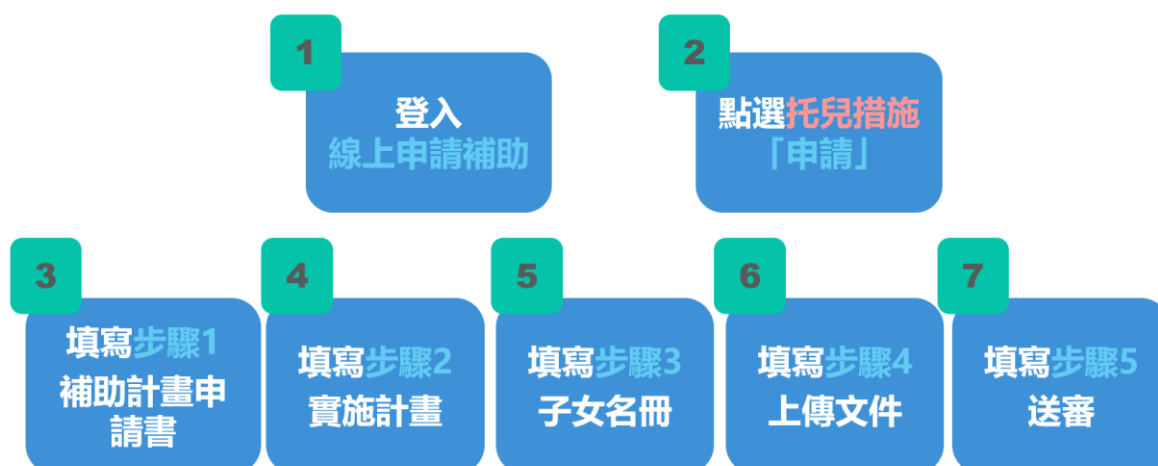 1
登入
線上申請補助
2
點選托兒措施
「申請」
3
填寫步驟1
補助計畫申
請書
4
填寫步驟2
實施計畫
5
填寫步驟3
子女名冊
6
填寫步驟4
上傳文件
7
填寫步驟5
送審